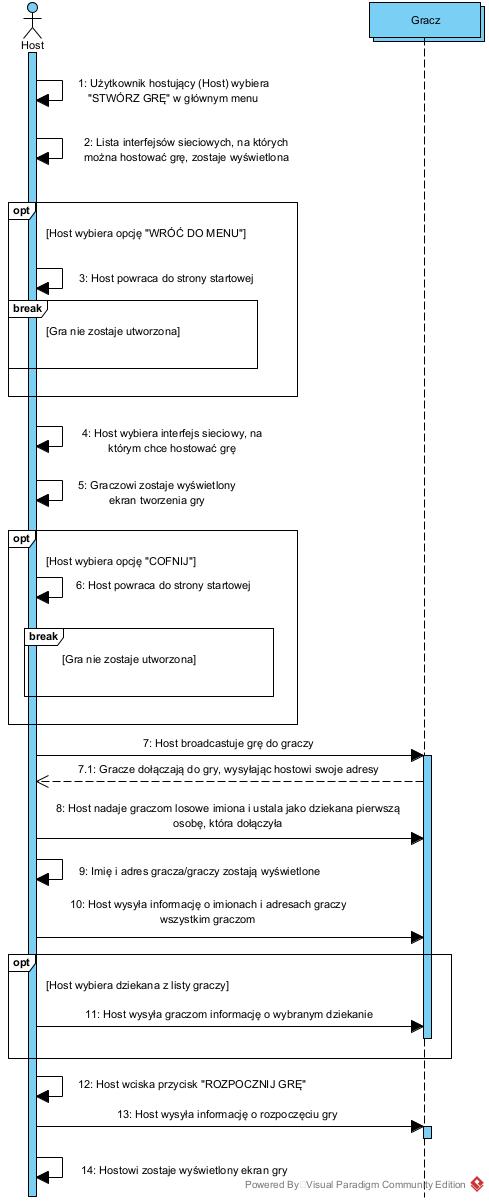 Host
Gracz
1: Użytkownik hostujący (Host) wybiera
"STWÓRZ GRĘ" w głównym menu
2: Lista interfejsów sieciowych, na których
można hostować grę, zostaje wyświetlona
opt
[Host wybiera opcję "WRÓĆ DO MENU"]
3: Host powraca do strony startowej
break
[Gra nie zostaje utworzona]
4: Host wybiera interfejs sieciowy, na
którym chce hostować grę
5: Graczowi zostaje wyświetlony
ekran tworzenia gry
opt
[Host wybiera opcję "COFNIJ"]
6: Host powraca do strony startowej
break
[Gra nie zostaje utworzona]
7: Host broadcastuje grę do graczy
7.1: Gracze dołączają do gry, wysyłając hostowi swoje adresy
8: Host nadaje graczom losowe imiona i ustala jako dziekana pierwszą
osobę, która dołączyła
9: Imię i adres gracza/graczy zostają wyświetlone
10: Host wysyła informację o imionach i adresach graczy
wszystkim graczom
opt
[Host wybiera dziekana z listy graczy]
11: Host wysyła graczom informację o wybranym dziekanie
12: Host wciska przycisk "ROZPOCZNIJ GRĘ"
13: Host wysyła informację o rozpoczęciu gry
14: Hostowi zostaje wyświetlony ekran gry
Powered By Visual Paradigm Community Edition